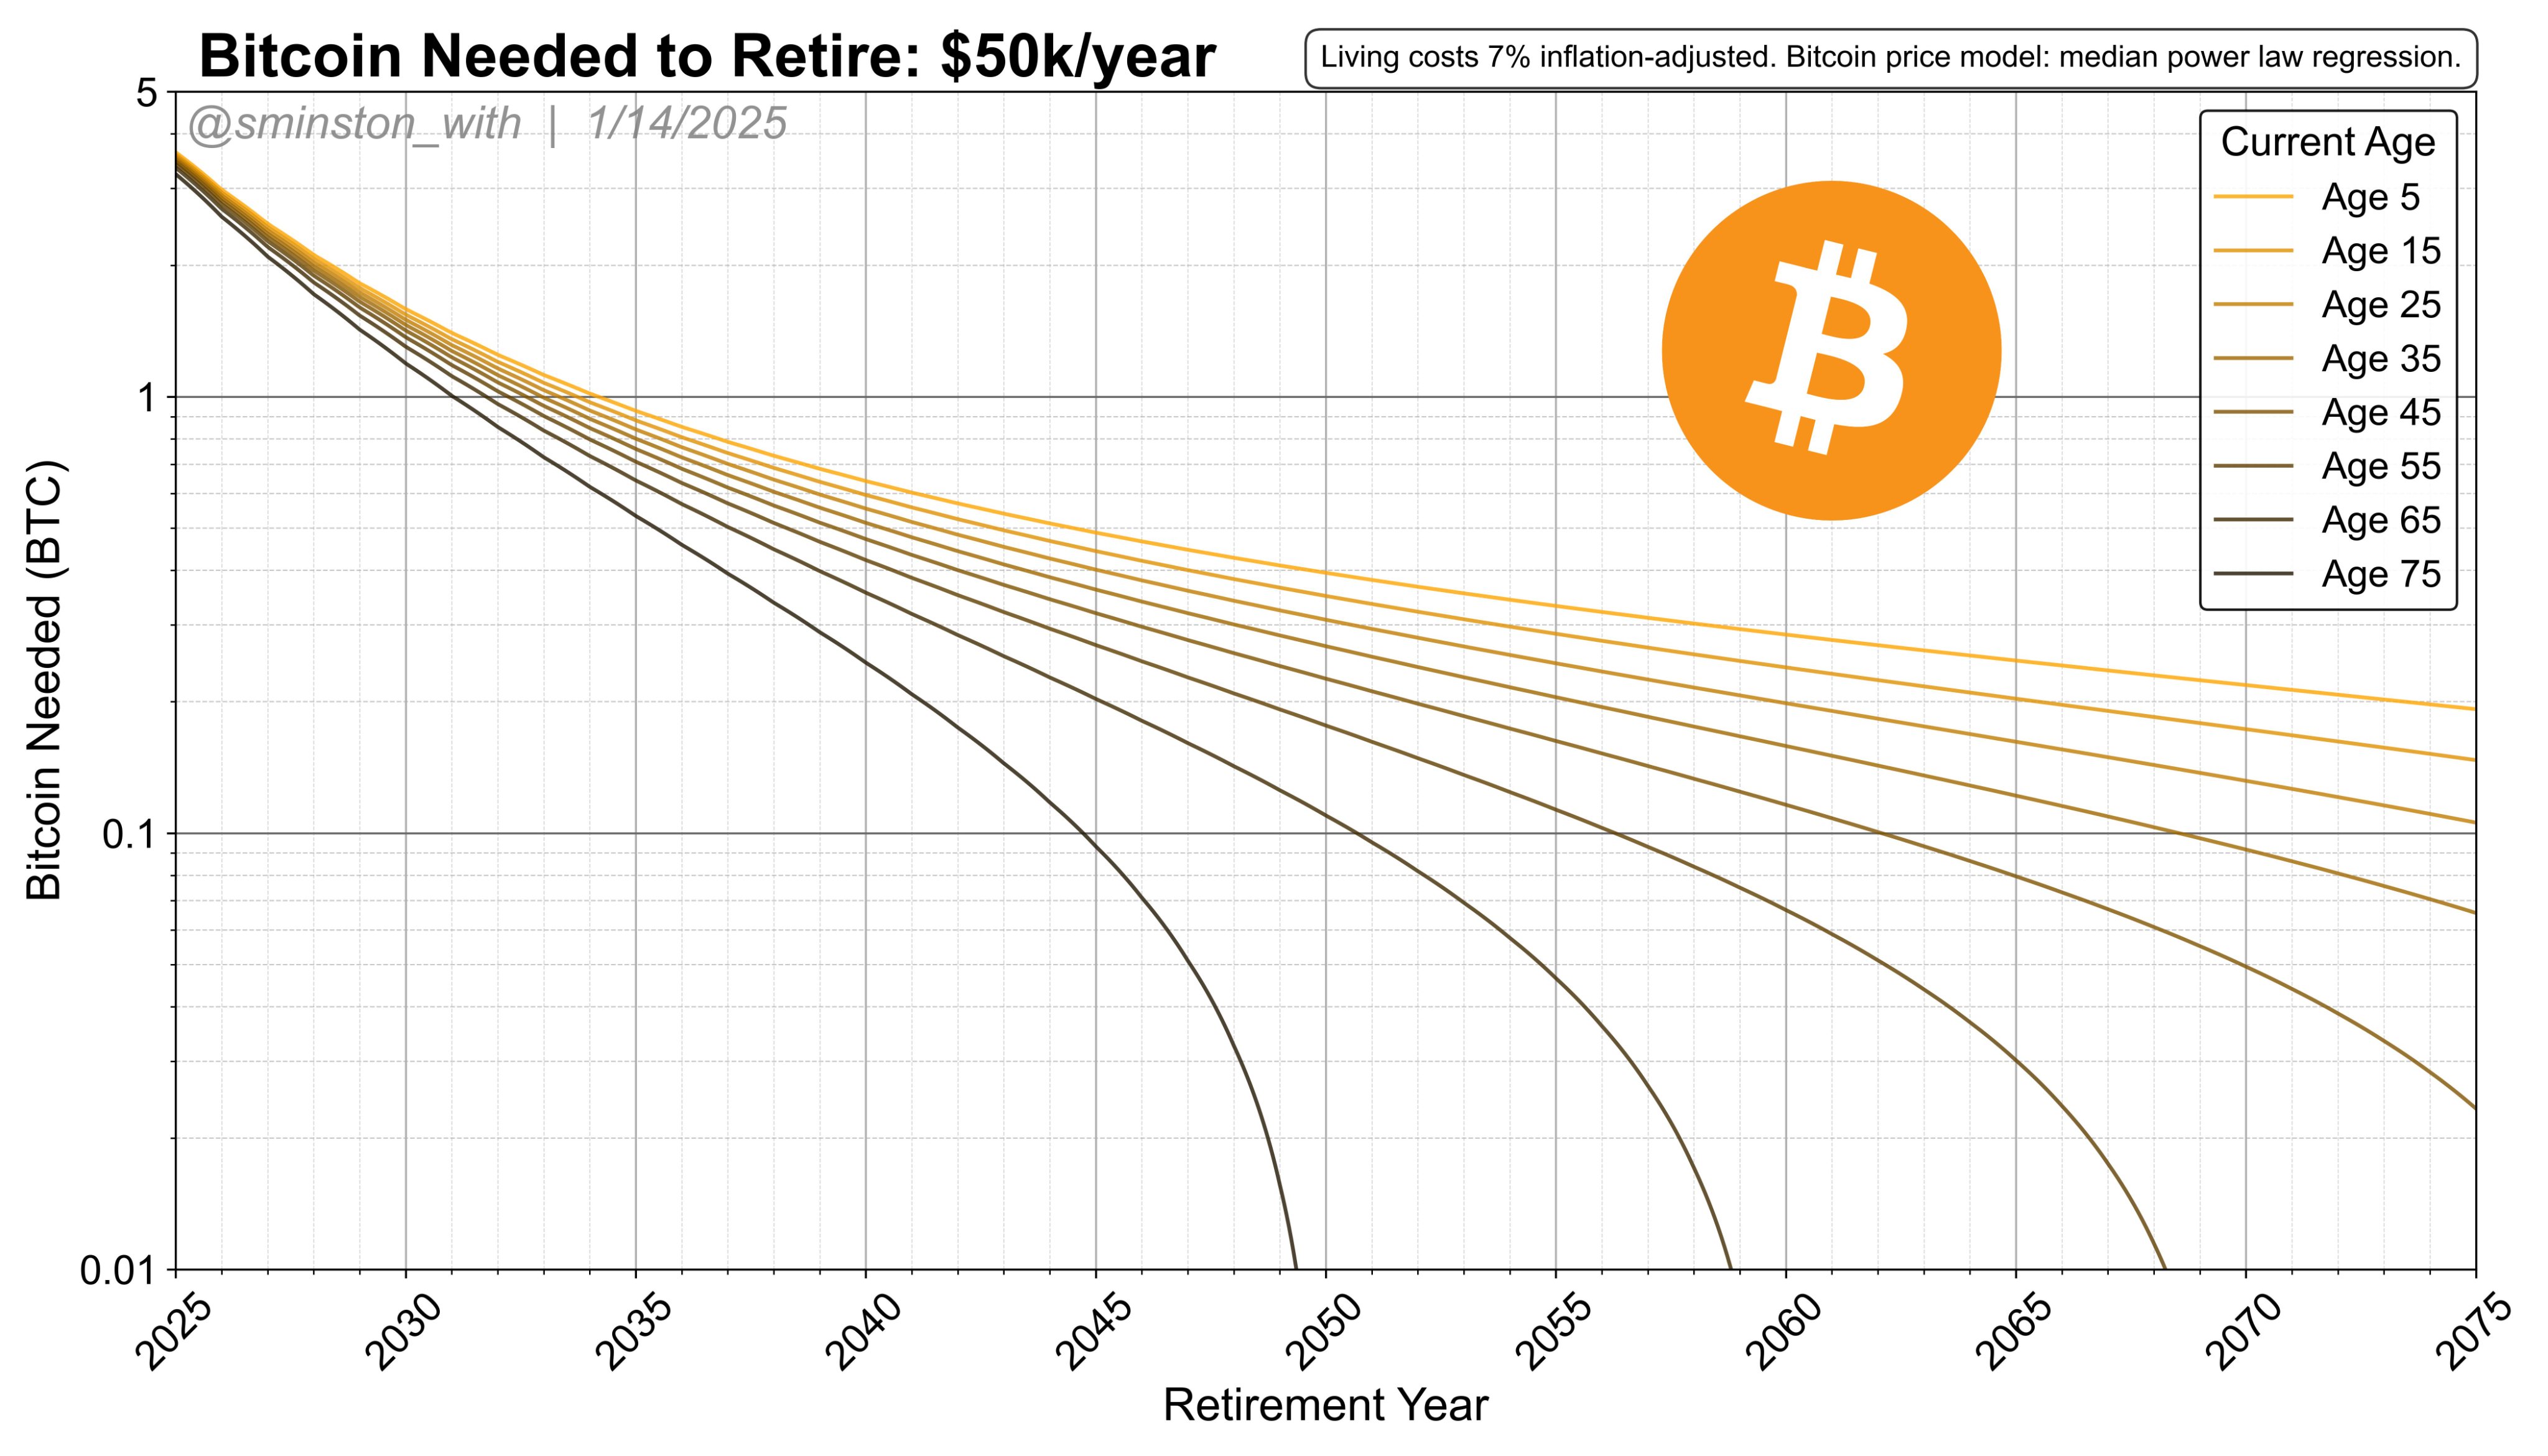 Bitcoin Needed to Retire: $50k/year
Living costs 7% inflation-adjusted. Bitcoin price model: median power law regression.
@sminston_with | 1/14/2025
Current Age
Age 5
Age 15
Age 25
Age 35
Age 45
Age 55
Age 65
Age 75
Bitcoin Needed (BTC)
5
1
0.1
0.01
2025
2030
2035
2040
2045
2050
2055
2060
2065
2070
2075
Retirement Year